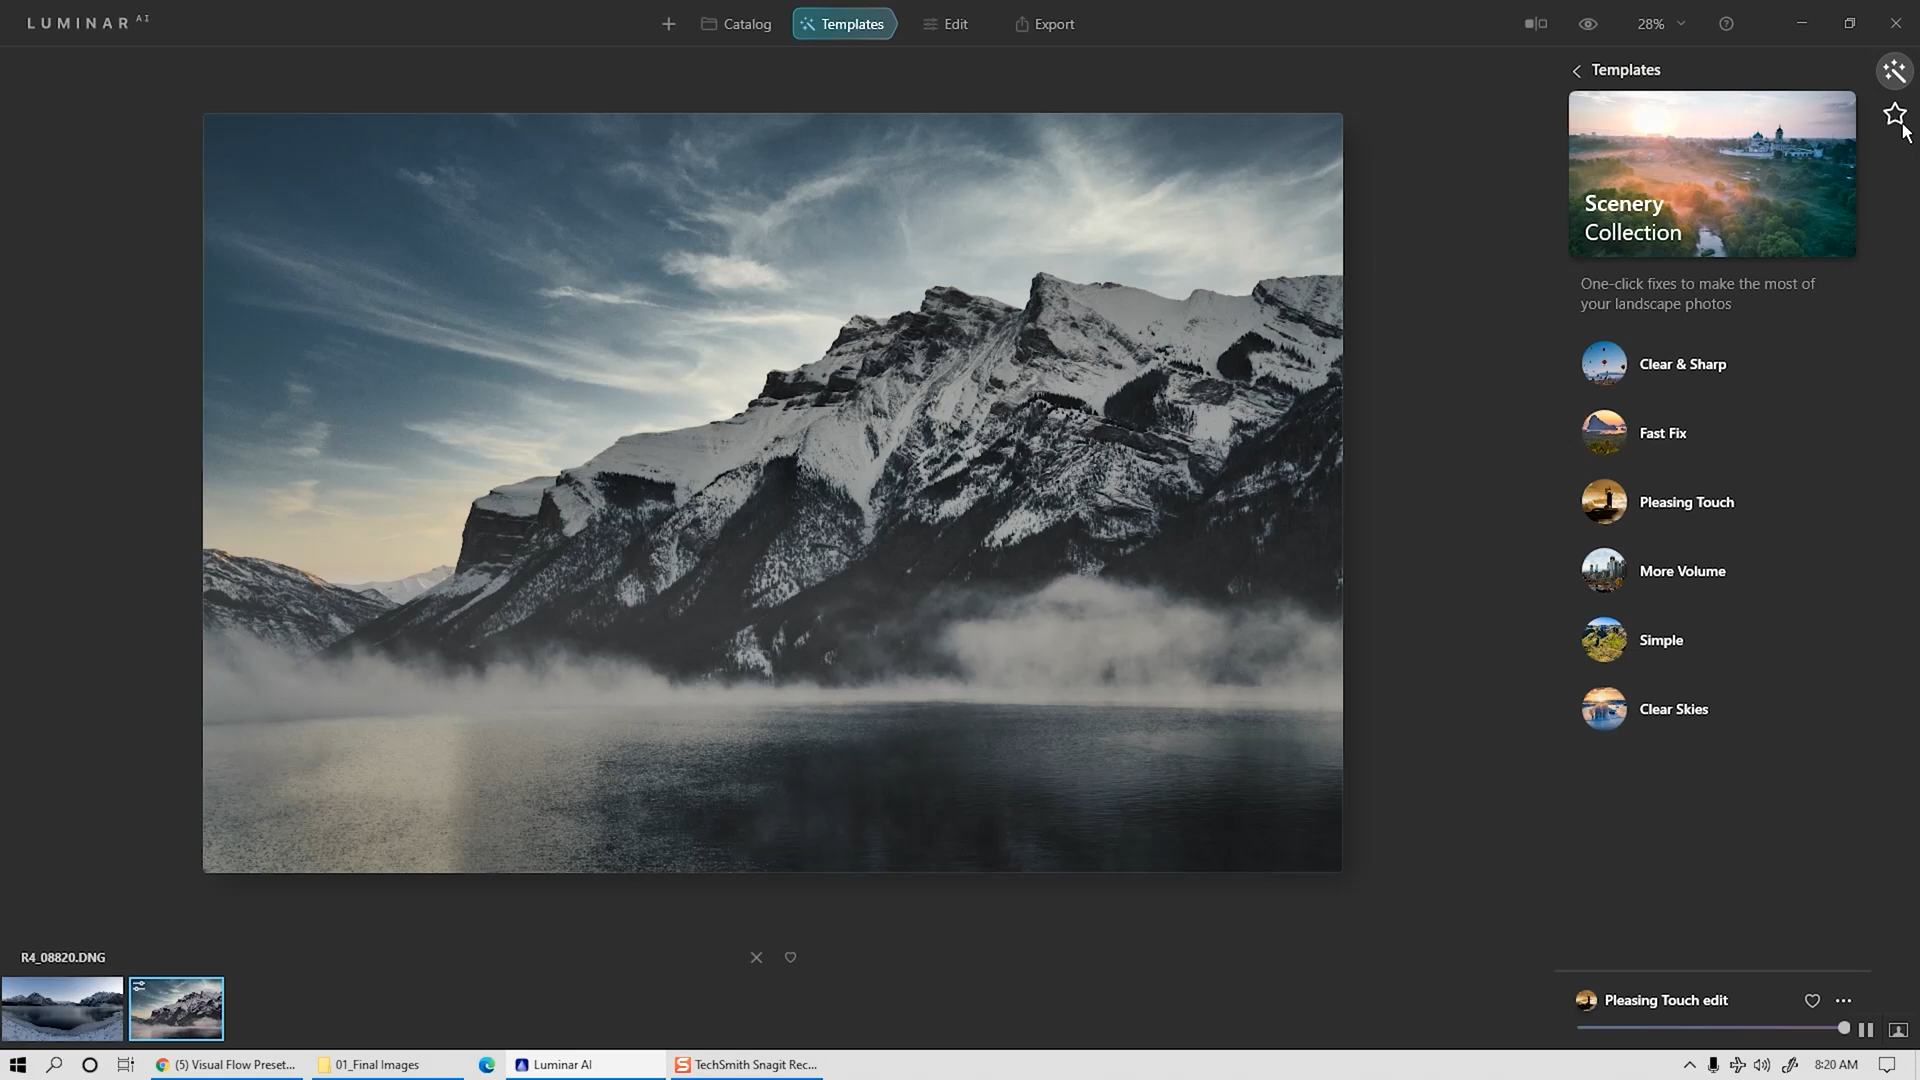 LUMINAR AI
Catalog
Templates
Edit
Export
28%
Templates
Scenery
Collection
One-click fixes to make the most of
your landscape photos
Clear & Sharp
Fast Fix
Pleasing Touch
More Volume
Simple
Clear Skies
R4_08820.DNG
Pleasing Touch edit
(5) Visual Flow Preset...
01_Final Images
Luminar AI
TechSmith Snagit Rec...
8:20 AM